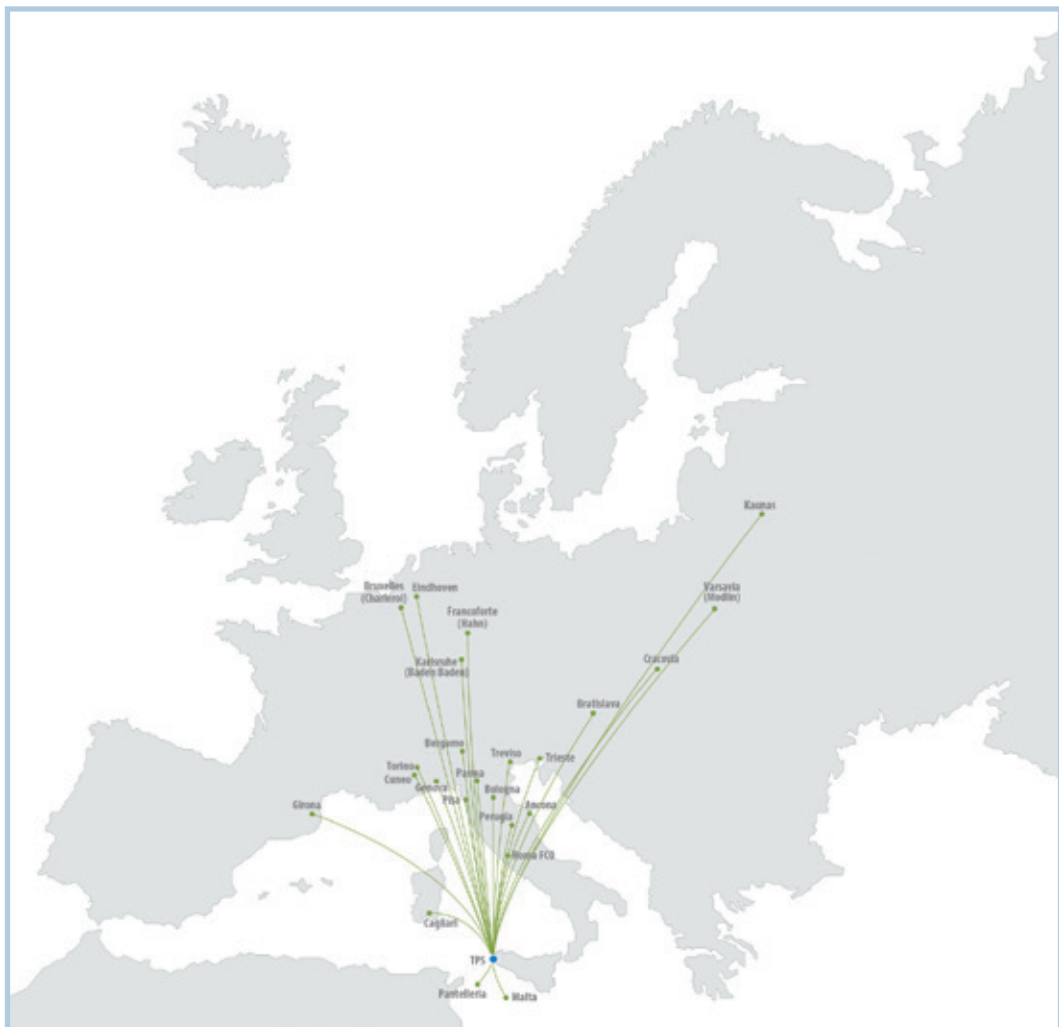 Kaunas
Varsavia
(Modlin)
Bruxelles
(Charleroi)
Eindhoven
Francoforte
(Hahn)
Karlsruhe
(Baden Baden)
Cracovia
Bratislava
Bergamo
Treviso
Trieste
Torino
Cuneo
Parma
Genova
Bologna
Pisa
Girona
Ancona
Perugia
Roma FCO
Cagliari
TPS
Pantelleria
Malta